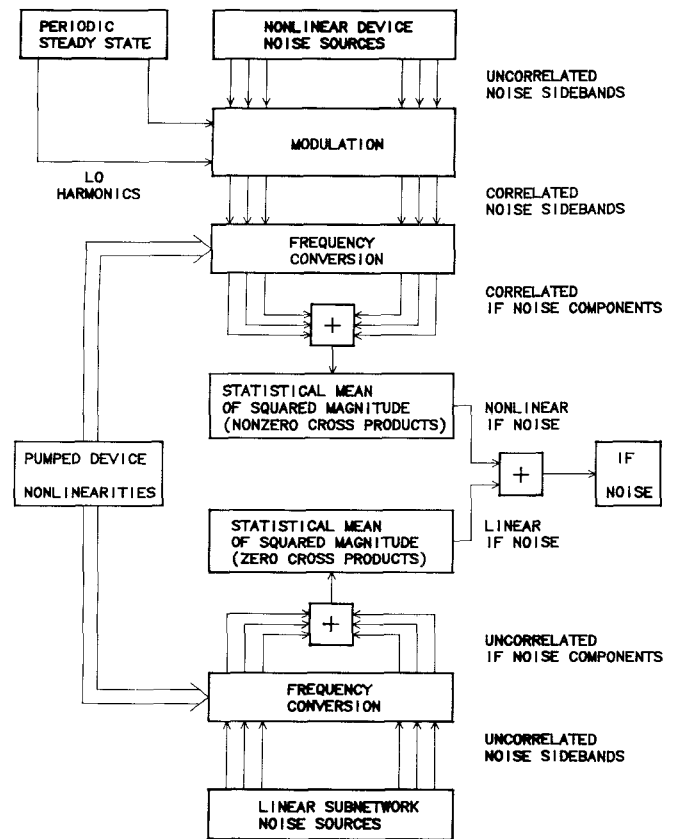 PERIODIC
STEADY STATE
NONLINEAR DEVICE
NOISE SOURCES
UNCORRELATED
NOISE SIDEBANDS
MODULATION
LO
HARMONICS
CORRELATED
NOISE SIDEBANDS
FREQUENCY
CONVERSION
CORRELATED
IF NOISE COMPONENTS
+
STATISTICAL MEAN
OF SQUARED MAGNITUDE
(NONZERO CROSS PRODUCTS)
NONLINEAR
IF NOISE
PUMPED DEVICE
NONLINEARITIES
+
IF
NOISE
STATISTICAL MEAN
OF SQUARED MAGNITUDE
(ZERO CROSS PRODUCTS)
LINEAR
IF NOISE
+
UNCORRELATED
IF NOISE COMPONENTS
FREQUENCY
CONVERSION
UNCORRELATED
NOISE SIDEBANDS
LINEAR SUBNETWORK
NOISE SOURCES